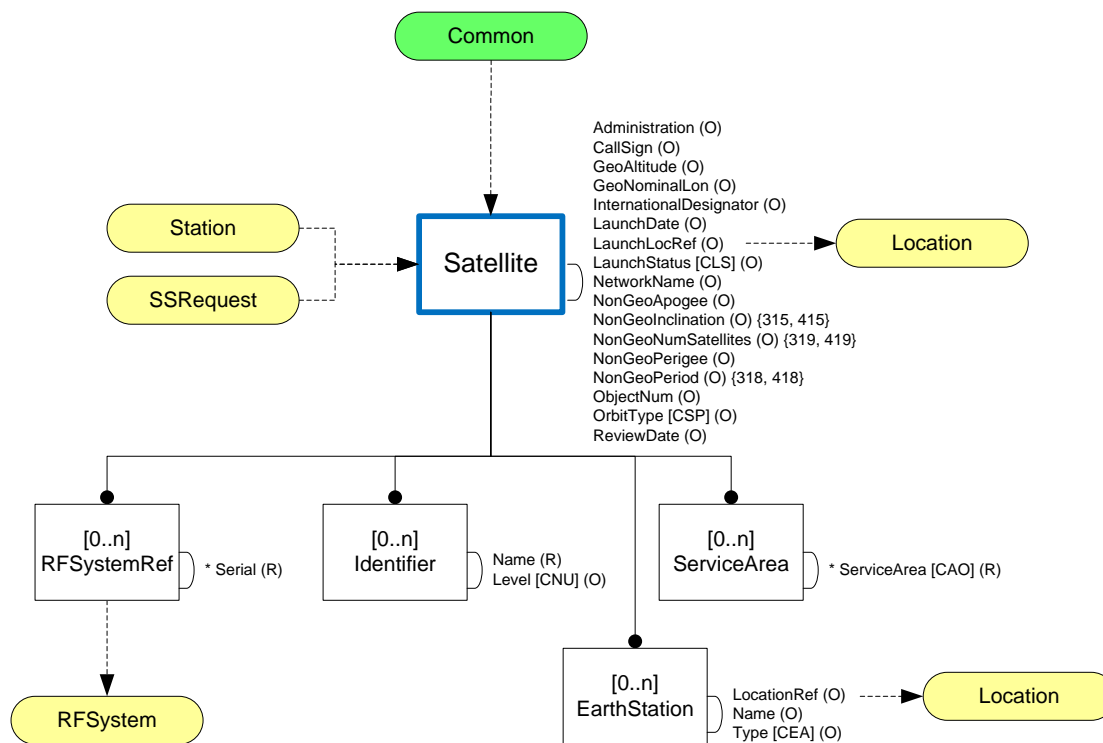 Common
Administration (O)
CallSign (O)
GeoAltitude (O)
GeoNominalLon (O)
InternationalDesignator (O)
LaunchDate (O)
LaunchLocRef (O)
LaunchStatus [CLS] (O)
NetworkName (O)
NonGeoApogee (O)
NonGeoInclination (O) {315, 415}
NonGeoNumSatellites (O) {319, 419}
NonGeoPerigee (O)
NonGeoPeriod (O) {318, 418}
ObjectNum (O)
OrbitType [CSP] (O)
ReviewDate (O)
Station
SSRequest
Satellite
Location
[0..n]
RFSystemRef
* Serial (R)
[0..n]
Identifier
Name (R)
Level [CNU] (O)
[0..n]
ServiceArea
* ServiceArea [CAO] (R)
RFSystem
[0..n]
EarthStation
LocationRef (O)
Name (O)
Type [CEA] (O)
Location